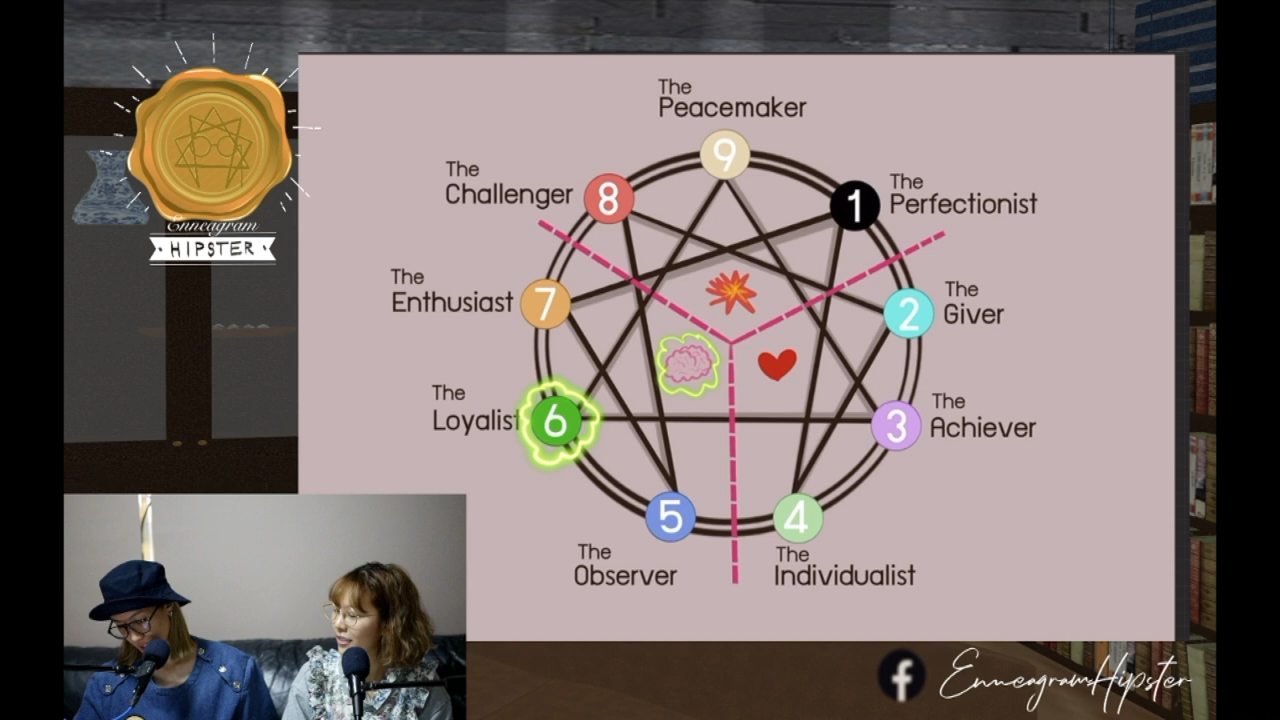 Enneagram
HIPSTER
The
Peacemaker
9
The
Challenger
8
1
The
Perfectionist
The
Enthusiast
7
2
The
Giver
The
Loyalist
6
3
The
Achiever
5
4
The
Observer
The
Individualist
f
EnneagramHipster